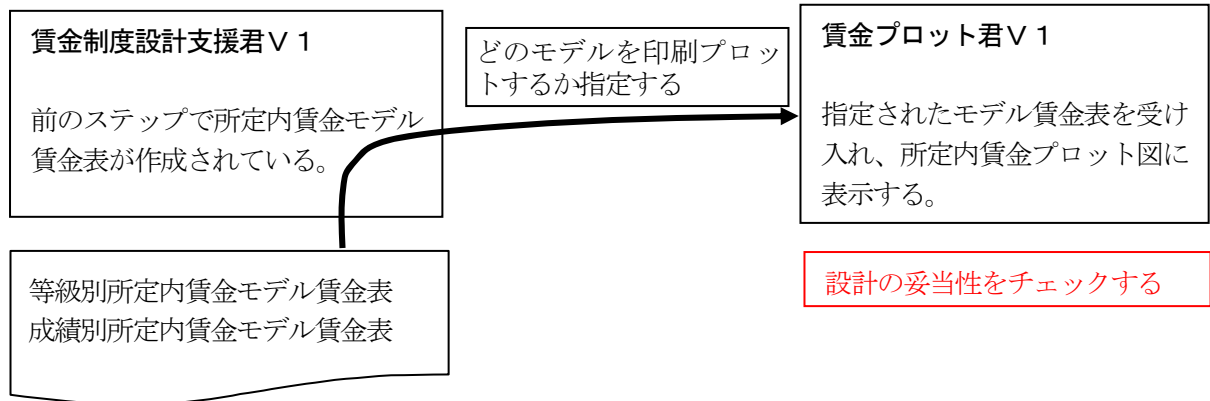 賃金制度設計支援君Ⅴ１
前のステップで所定内賃金モデル
賃金表が作成されている。
どのモデルを印刷プロッ
トするか指定する
賃金プロット君Ⅴ１
指定されたモデル賃金表を受け
入れ、所定内賃金プロット図に
表示する。
等級別所定内賃金モデル賃金表
成績別所定内賃金モデル賃金表
設計の妥当性をチェックする